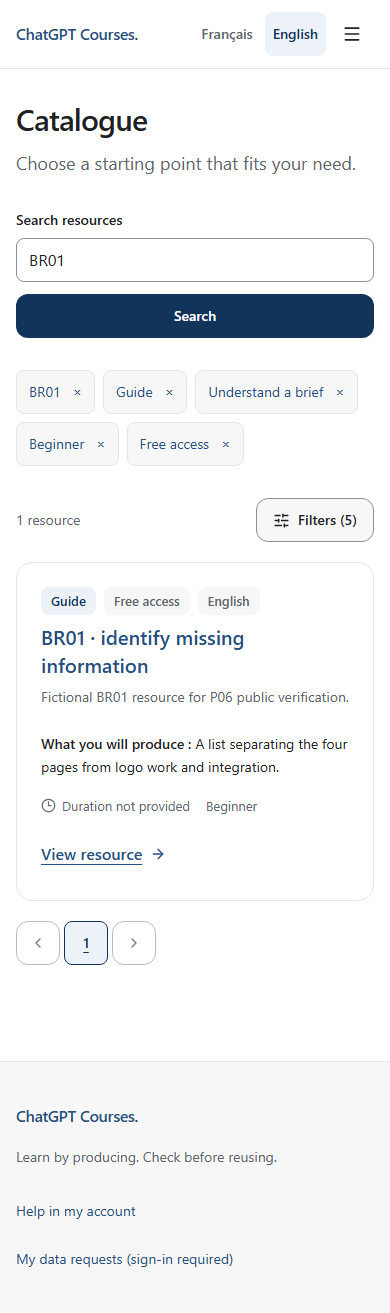 ChatGPT Courses.
Français
English
Catalogue
Choose a starting point that fits your need.
Search resources
BR01
Search
BR01 ×
Guide ×
Understand a brief ×
Beginner ×
Free access ×
1 resource
Filters (5)
Guide
Free access
English
BR01 · identify missing
information
Fictional BR01 resource for P06 public verification.
What you will produce : A list separating the four
pages from logo work and integration.
Duration not provided
Beginner
View resource →
1
ChatGPT Courses.
Learn by producing. Check before reusing.
Help in my account
My data requests (sign-in required)